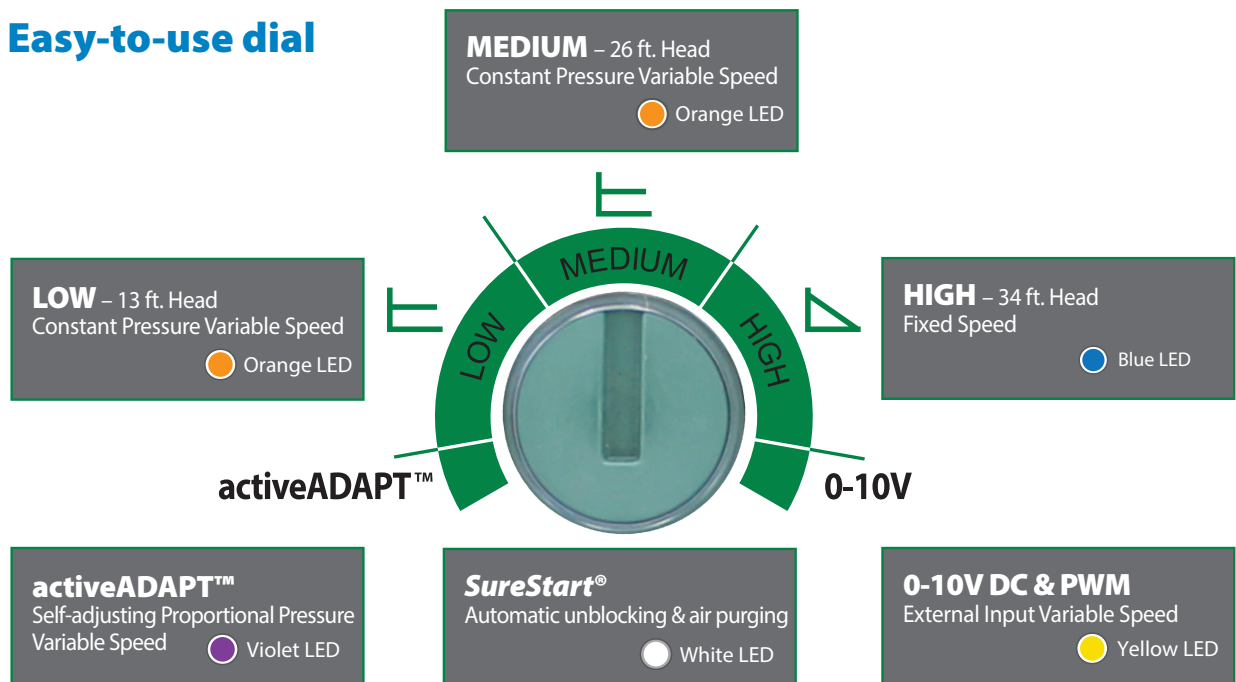 Easy-to-use dial
MEDIUM – 26 ft. Head
Constant Pressure Variable Speed
Orange LED
LOW – 13 ft. Head
Constant Pressure Variable Speed
Orange LED
LOW
MEDIUM
HIGH
HIGH – 34 ft. Head
Fixed Speed
Blue LED
activeADAPT™
0-10V
activeADAPT™
Self-adjusting Proportional Pressure
Variable Speed
Violet LED
SureStart®
Automatic unblocking & air purging
White LED
0-10V DC & PWM
External Input Variable Speed
Yellow LED